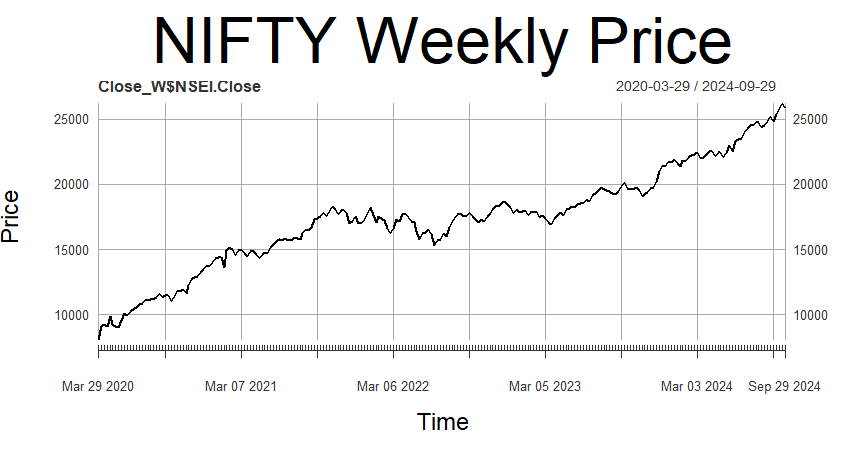 NIFTY Weekly Price
Close_W$NSEI.Close 2020-03-29 / 2024-09-29
25000 25000
20000 20000
15000 15000
10000 10000
Price
Mar 29 2020 Mar 07 2021 Mar 06 2022 Mar 05 2023 Mar 03 2024 Sep 29 2024
Time